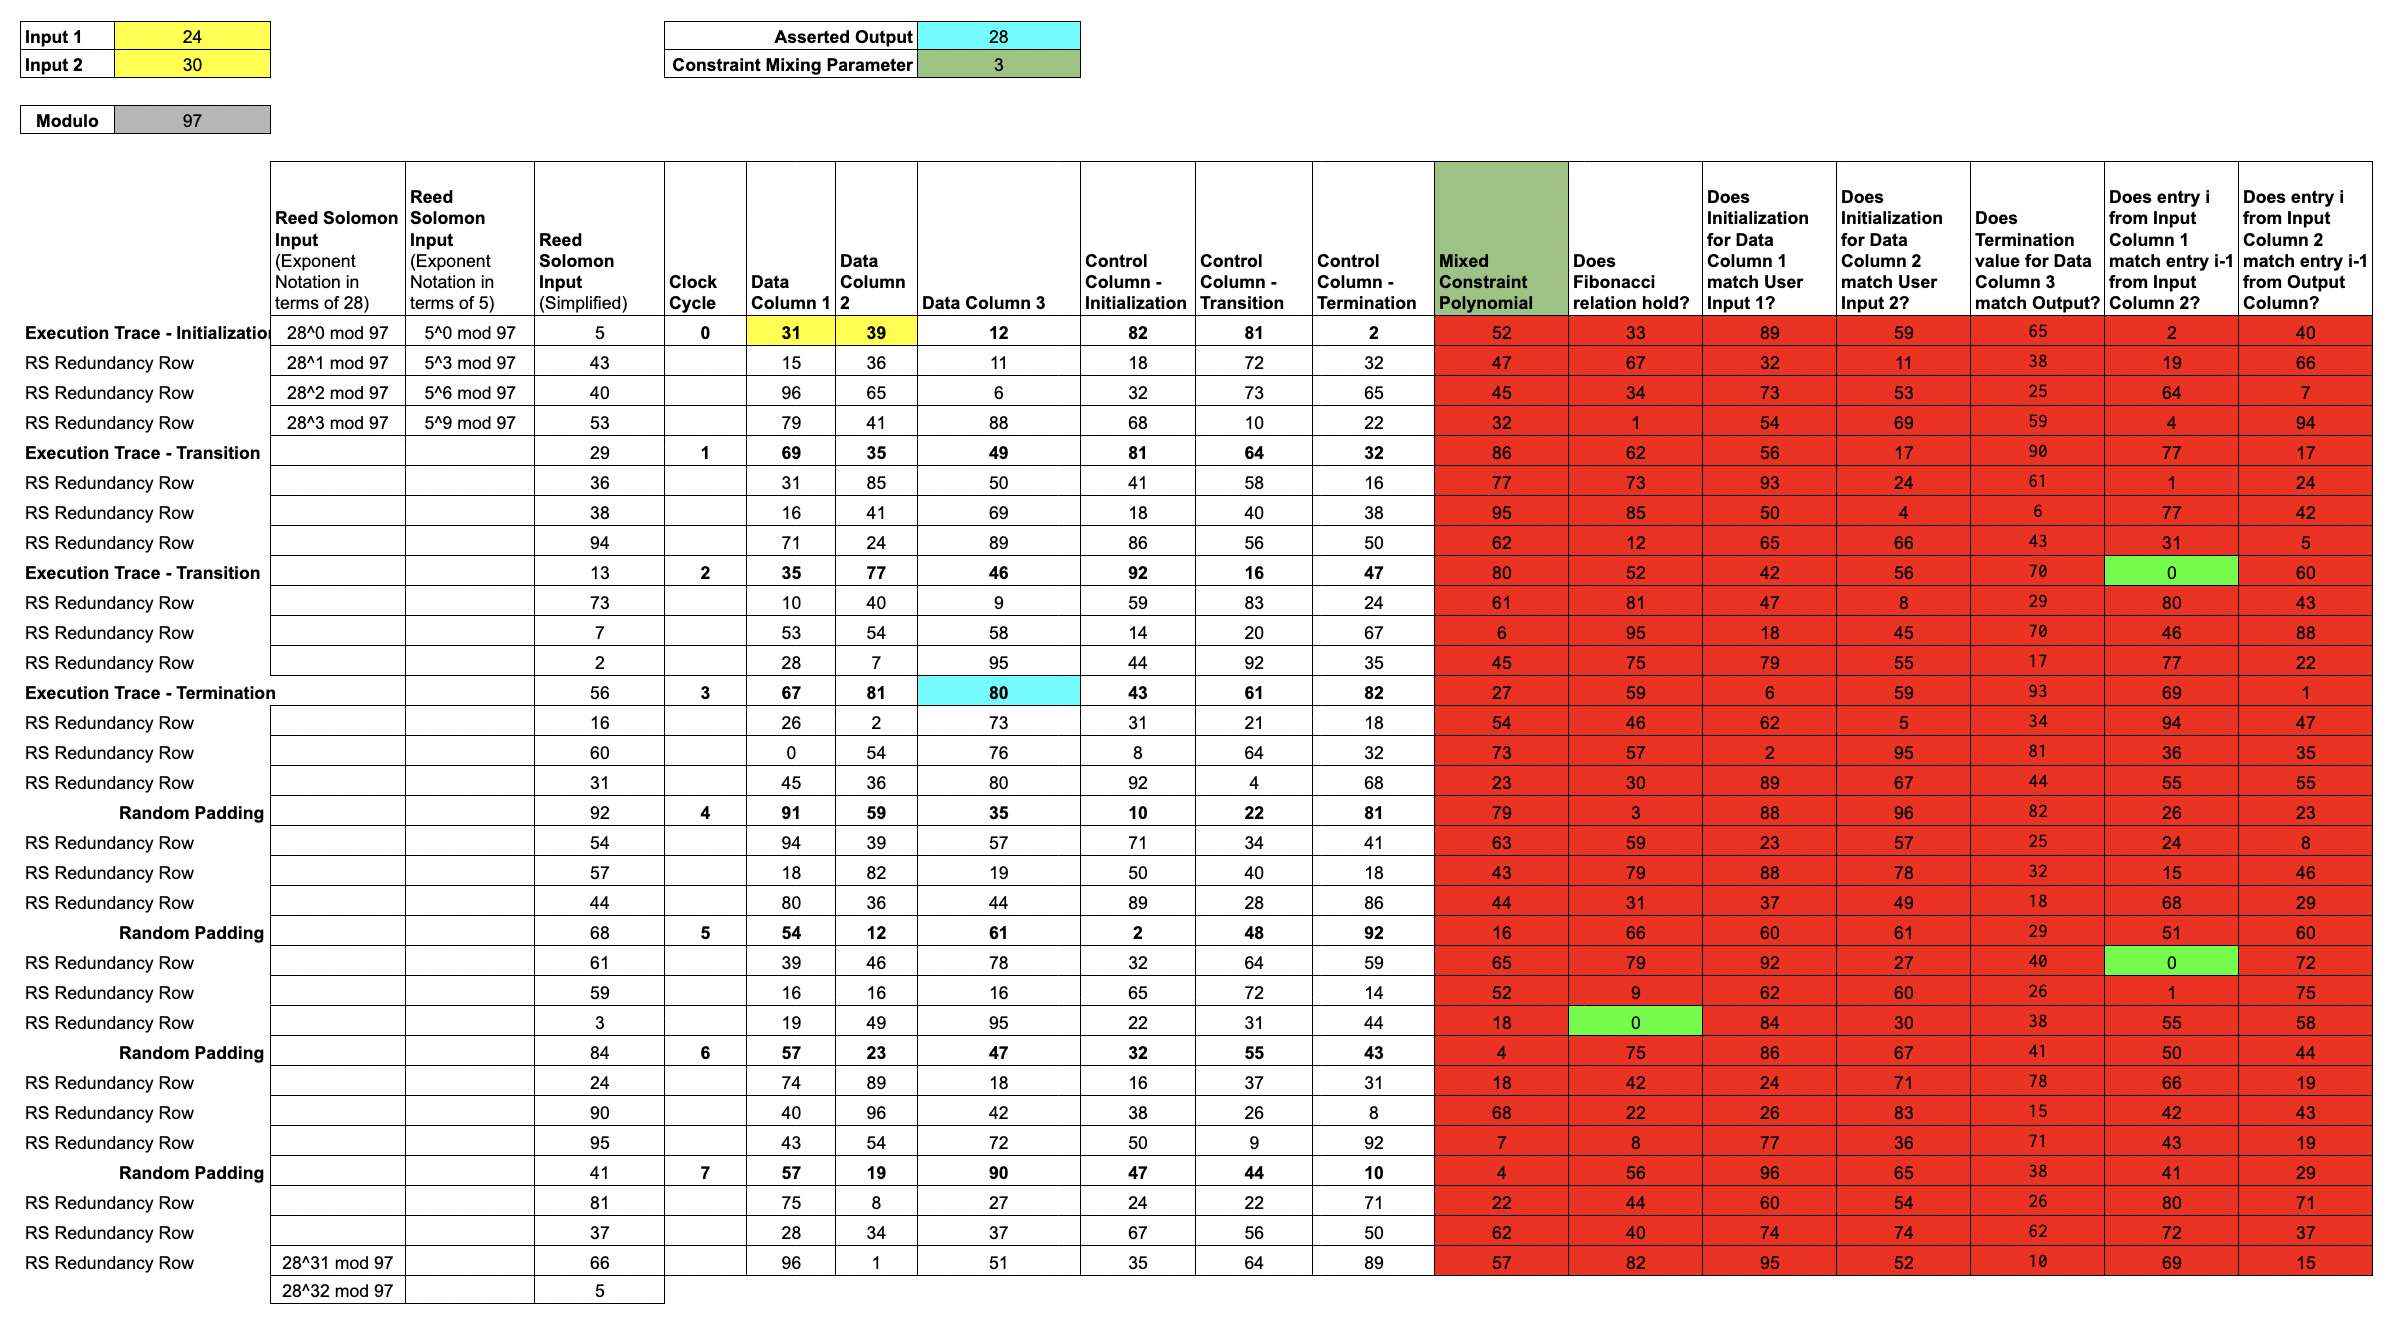 Input 1 24 Asserted Output 28
Input 2 30 Constraint Mixing Parameter 3
Modulo 97
Reed Solomon Input (Exponent Notation in terms of 28) Reed Solomon Input (Exponent Notation in terms of 5) Reed Solomon Input (Simplified) Clock Cycle Data Column 1 Data Column 2 Data Column 3 Control Column - Initialization Control Column - Transition Control Column - Termination Mixed Constraint Polynomial Does Fibonacci relation hold? Does Initialization for Data Column 1 match User Input 1? Does Initialization for Data Column 2 match User Input 2? Does Termination value for Data Column 3 match Output? Does entry i from Input Column 1 match entry i-1 from Input Column 2? Does entry i from Input Column 2 match entry i-1 from Output Column?
Execution Trace - Initialization 28^0 mod 97 5^0 mod 97 5 0 31 39 12 82 81 2 52 33 89 59 65 2 40
RS Redundancy Row 28^1 mod 97 5^3 mod 97 43 15 36 11 18 72 32 47 67 32 11 38 19 66
RS Redundancy Row 28^2 mod 97 5^6 mod 97 40 96 65 6 32 73 65 45 34 73 53 25 64 7
RS Redundancy Row 28^3 mod 97 5^9 mod 97 53 79 41 88 68 10 22 32 1 54 69 59 4 94
Execution Trace - Transition 29 1 69 35 49 81 64 32 86 62 56 17 90 77 17
RS Redundancy Row 36 31 85 50 41 58 16 77 73 93 24 61 1 24
RS Redundancy Row 38 16 41 69 18 40 38 95 85 50 4 6 77 42
RS Redundancy Row 94 71 24 89 86 56 50 62 12 65 66 43 31 5
Execution Trace - Transition 13 2 35 77 46 92 16 47 80 52 42 56 70 0 60
RS Redundancy Row 73 10 40 9 59 83 24 61 81 47 8 29 80 43
RS Redundancy Row 7 53 54 58 14 20 67 6 95 18 45 70 46 88
RS Redundancy Row 2 28 7 95 44 92 35 45 75 79 55 17 77 22
Execution Trace - Termination 56 3 67 81 80 43 61 82 27 59 6 59 93 69 1
RS Redundancy Row 16 26 2 73 31 21 18 54 46 62 5 34 94 47
RS Redundancy Row 60 0 54 76 8 64 32 73 57 2 95 81 36 35
RS Redundancy Row 31 45 36 80 92 4 68 23 30 89 67 44 55 55
Random Padding 92 4 91 59 35 10 22 81 79 3 88 96 82 26 23
RS Redundancy Row 54 94 39 57 71 34 41 63 59 23 57 25 24 8
RS Redundancy Row 57 18 82 19 50 40 18 43 79 88 78 32 15 46
RS Redundancy Row 44 80 36 44 89 28 86 44 31 37 49 18 68 29
Random Padding 68 5 54 12 61 2 48 92 16 66 60 61 29 51 60
RS Redundancy Row 61 39 46 78 32 64 59 65 79 92 27 40 0 72
RS Redundancy Row 59 16 16 16 65 72 14 52 9 62 60 26 1 75
RS Redundancy Row 3 19 49 95 22 31 44 18 0 84 30 38 55 58
Random Padding 84 6 57 23 47 32 55 43 4 75 86 67 41 50 44
RS Redundancy Row 24 74 89 18 16 37 31 18 42 24 71 78 66 19
RS Redundancy Row 90 40 96 42 38 26 8 68 22 26 83 15 42 43
RS Redundancy Row 95 43 54 72 50 9 92 7 8 77 36 71 43 19
Random Padding 41 7 57 19 90 47 44 10 4 56 96 65 38 41 29
RS Redundancy Row 81 75 8 27 24 22 71 22 44 60 54 26 80 71
RS Redundancy Row 37 28 34 37 67 56 50 62 40 74 74 62 72 37
RS Redundancy Row 28^31 mod 97 66 96 1 51 35 64 89 57 82 95 52 10 69 15
28^32 mod 97 5